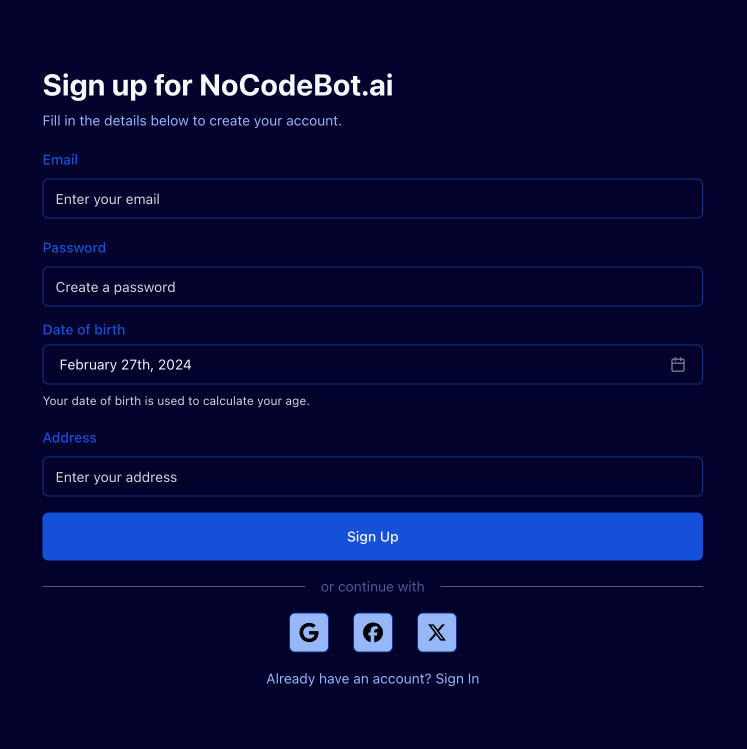 Sign up for NoCodeBot.ai
Fill in the details below to create your account.
Email
Enter your email
Password
Create a password
Date of birth
February 27th, 2024
Your date of birth is used to calculate your age.
Address
Enter your address
Sign Up
or continue with
Already have an account? Sign In